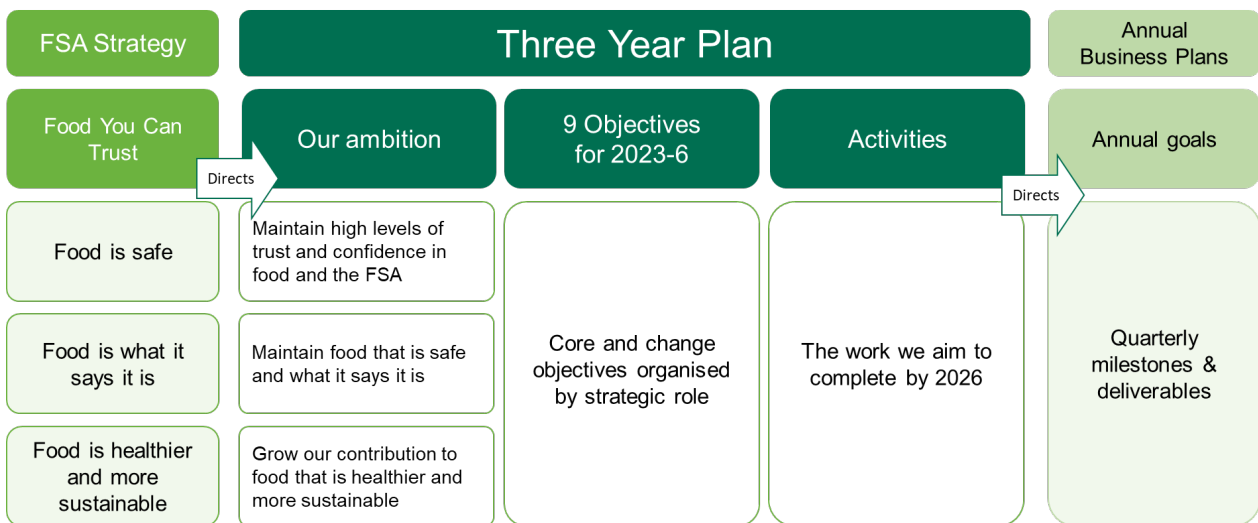 FSA Strategy
Three Year Plan
Annual
Business Plans
Food You Can
Trust
Directs
Our ambition
9 Objectives
for 2023-6
Activities
Directs
Annual goals
Food is safe
Food is what it
says it is
Food is healthier
and more
sustainable
Maintain high levels of
trust and confidence in
food and the FSA
Maintain food that is safe
and what it says it is
Grow our contribution to
food that is healthier and
more sustainable
Core and change
objectives organised
by strategic role
The work we aim to
complete by 2026
Quarterly
milestones &
deliverables